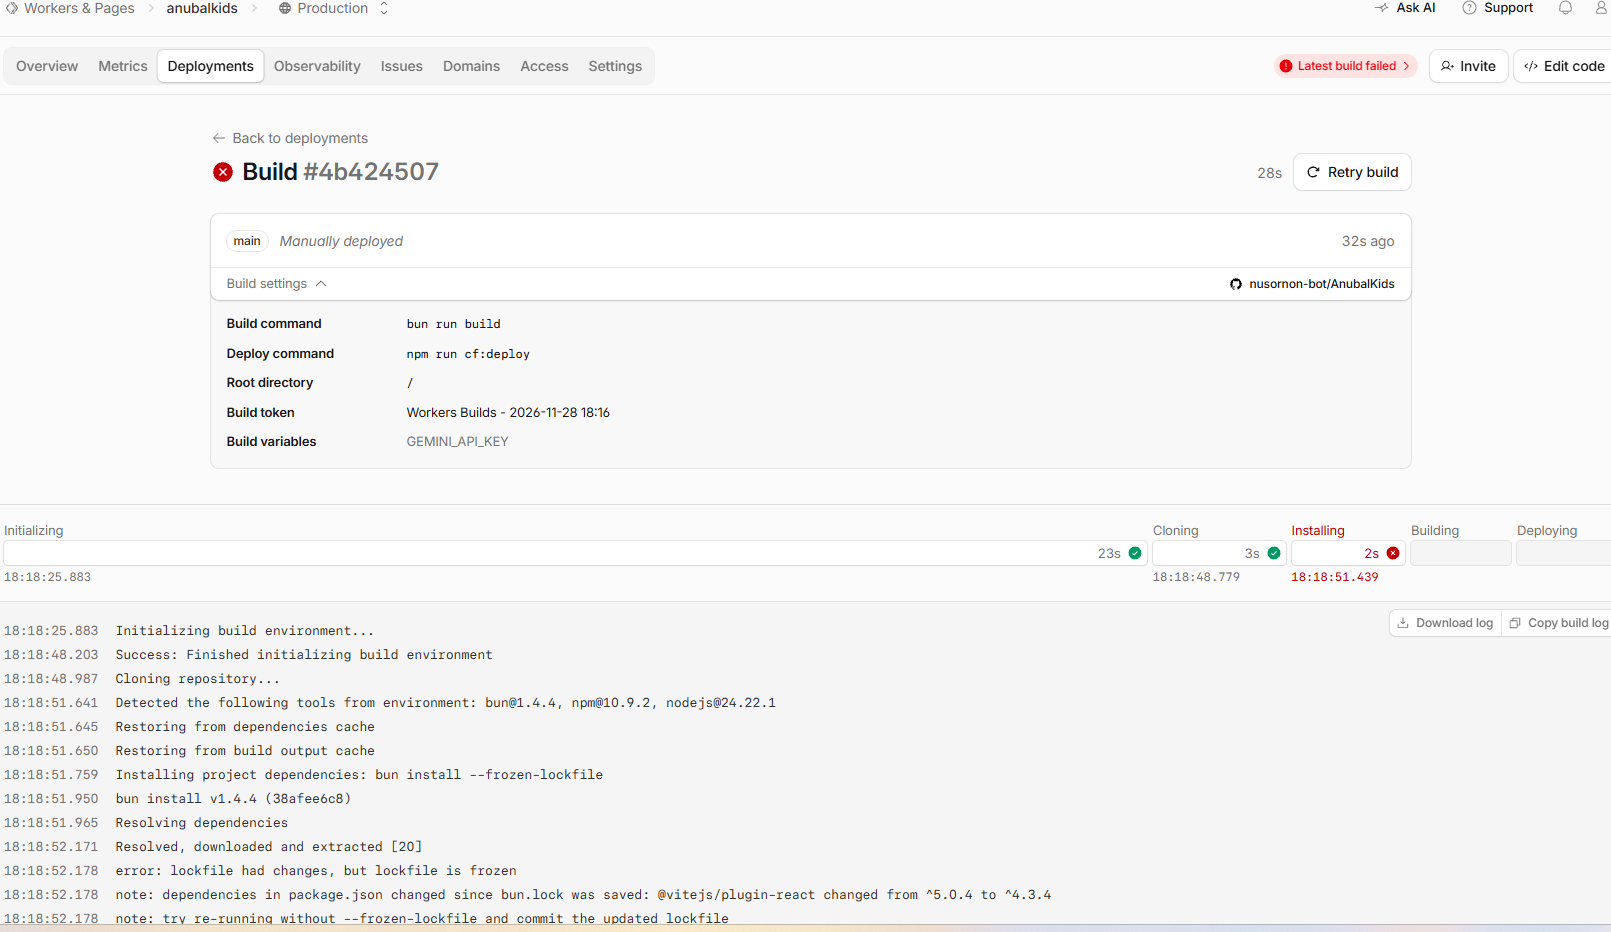 Workers & Pages > anubalkids > Production
Ask AI Support
Overview Metrics Deployments Observability Issues Domains Access Settings
Latest build failed > Invite Edit code
Back to deployments
Build #4b424507
28s Retry build
main Manually deployed 32s ago
Build settings nusornon-bot/AnubalKids
Build command bun run build
Deploy command npm run cf:deploy
Root directory /
Build token Workers Builds - 2026-11-28 18:16
Build variables GEMINI_API_KEY
Initializing Cloning Installing Building Deploying
23s 3s 2s
18:18:25.883 18:18:48.779 18:18:51.439
Download log Copy build log
18:18:25.883 Initializing build environment...
18:18:48.203 Success: Finished initializing build environment
18:18:48.987 Cloning repository...
18:18:51.641 Detected the following tools from environment: bun@1.4.4, npm@10.9.2, nodejs@24.22.1
18:18:51.645 Restoring from dependencies cache
18:18:51.650 Restoring from build output cache
18:18:51.759 Installing project dependencies: bun install --frozen-lockfile
18:18:51.950 bun install v1.4.4 (38afee6c8)
18:18:51.965 Resolving dependencies
18:18:52.171 Resolved, downloaded and extracted [20]
18:18:52.178 error: lockfile had changes, but lockfile is frozen
18:18:52.178 note: dependencies in package.json changed since bun.lock was saved: @vitejs/plugin-react changed from ^5.0.4 to ^4.3.4
18:18:52.178 note: try re-running without --frozen-lockfile and commit the updated lockfile